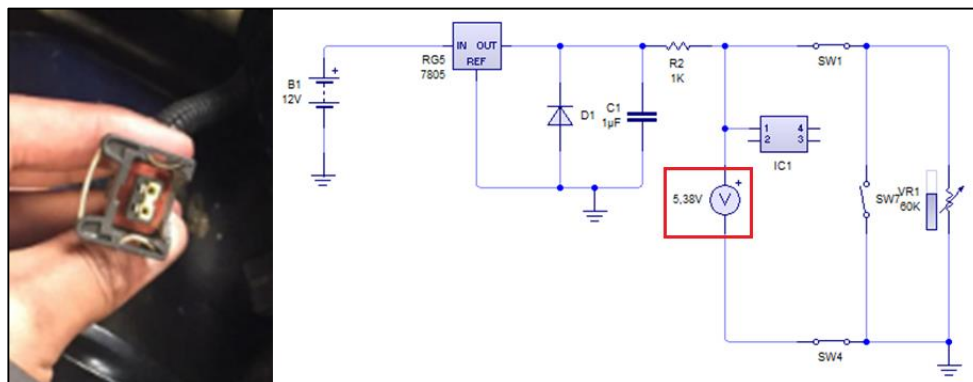 IN OUT
REF
RG5
7805
B1
12V
+
D1
C1
1µF
R2
1K
SW1
1 4
2 3
IC1
5,38V
V
+
SW7
VR1
60K
SW4